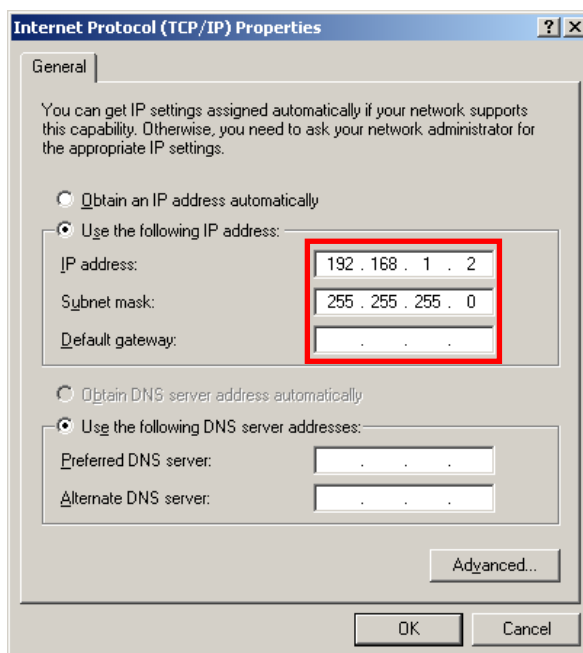 Internet Protocol (TCP/IP) Properties
General
You can get IP settings assigned automatically if your network supports
this capability. Otherwise, you need to ask your network administrator for
the appropriate IP settings.
Obtain an IP address automatically
Use the following IP address:
IP address: 192 . 168 . 1 . 2
Subnet mask: 255 . 255 . 255 . 0
Default gateway: . . .
Obtain DNS server address automatically
Use the following DNS server addresses:
Preferred DNS server: . . .
Alternate DNS server: . . .
Advanced...
OK Cancel